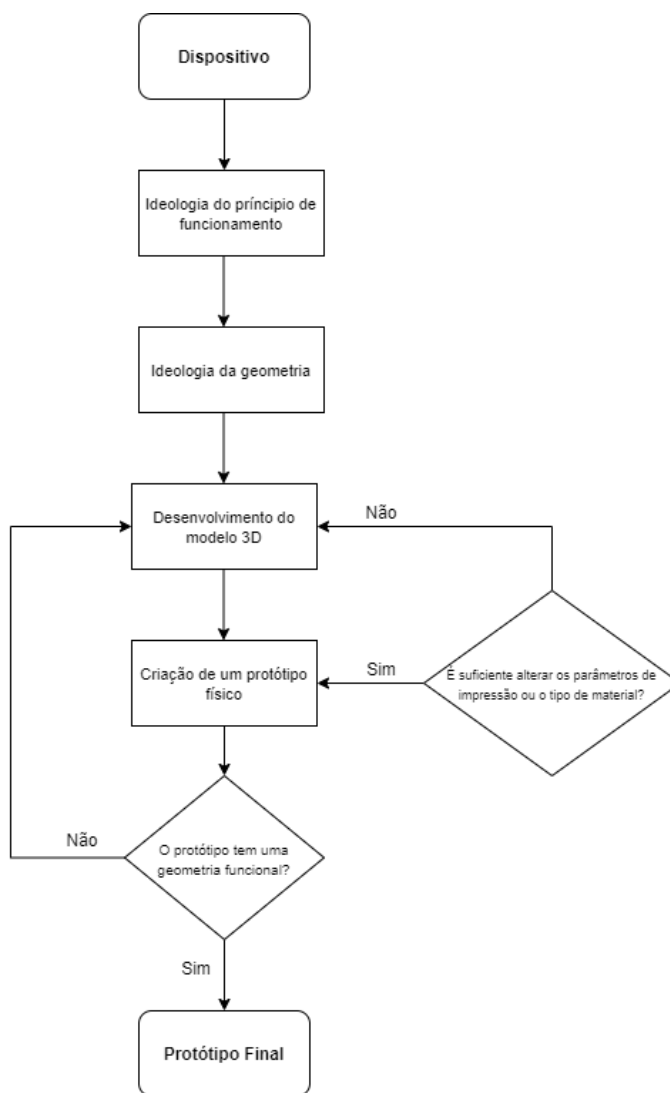 Dispositivo
Ideologia do príncipio de
funcionamento
Ideologia da geometria
Desenvolvimento do
modelo 3D
Não
Criação de um protótipo
físico
Sim
É suficiente alterar os parâmetros de
impressão ou o tipo de material?
Não
O protótipo tem uma
geometria funcional?
Sim
Protótipo Final